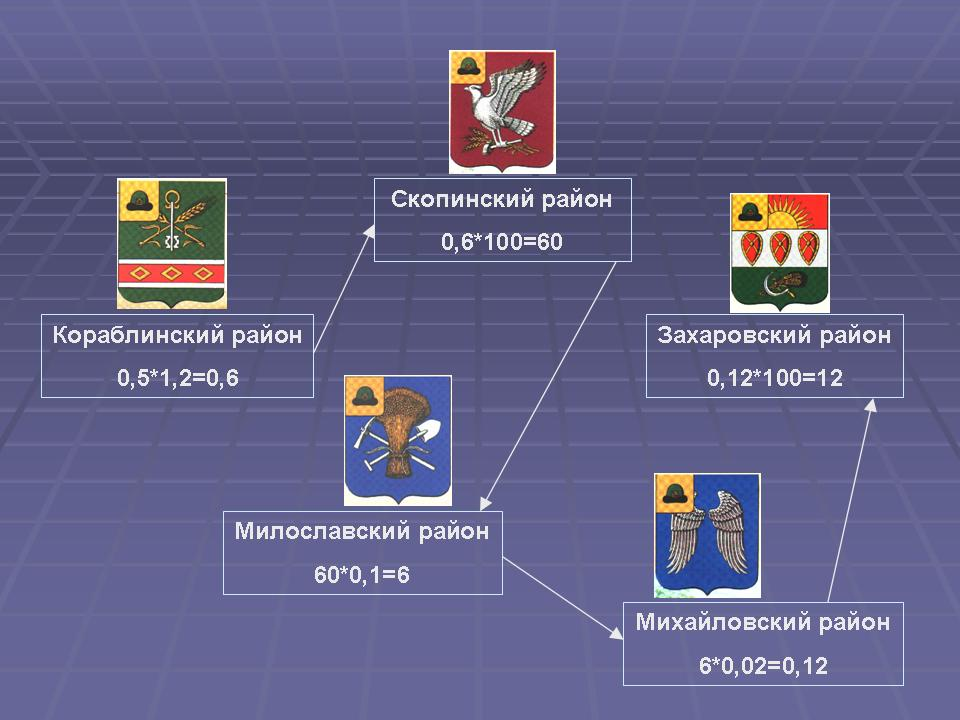 Скопинский район
0,6*100=60
Кораблинский район
0,5*1,2=0,6
Захаровский район
0,12*100=12
Милославский район
60*0,1=6
Михайловский район
6*0,02=0,12